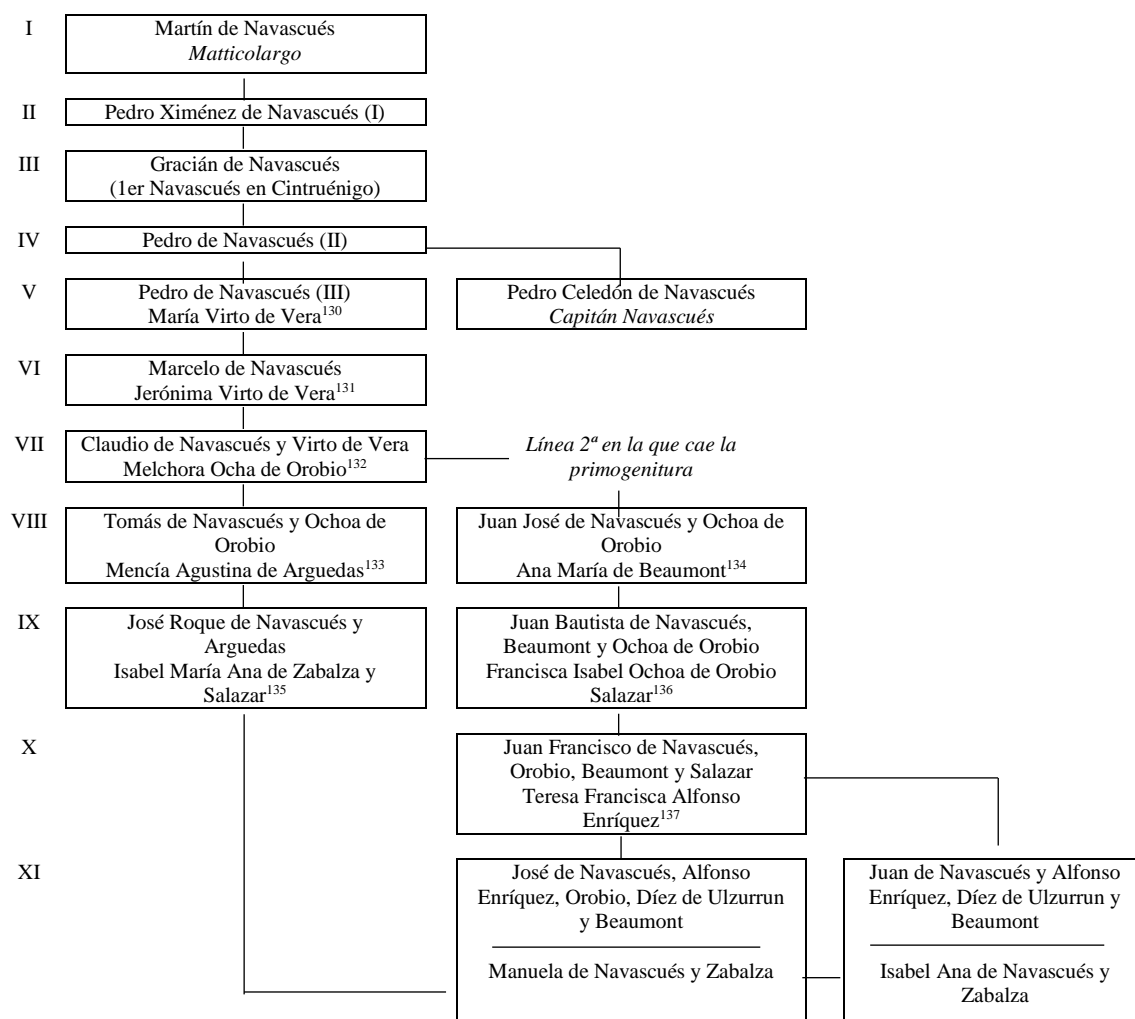 I
Martín de Navascués
Matticolargo
II
Pedro Ximénez de Navascués (I)
III
Gracián de Navascués
(1er Navascués en Cintruénigo)
IV
Pedro de Navascués (II)
V
Pedro de Navascués (III)
María Virto de Vera130
Pedro Celedón de Navascués
Capitán Navascués
VI
Marcelo de Navascués
Jerónima Virto de Vera131
VII
Claudio de Navascués y Virto de Vera
Melchora Ocha de Orobio132
Línea 2ª en la que cae la
primogenitura
VIII
Tomás de Navascués y Ochoa de
Orobio
Mencía Agustina de Arguedas133
Juan José de Navascués y Ochoa de
Orobio
Ana María de Beaumont134
IX
José Roque de Navascués y
Arguedas
Isabel María Ana de Zabalza y
Salazar135
Juan Bautista de Navascués,
Beaumont y Ochoa de Orobio
Francisca Isabel Ochoa de Orobio
Salazar136
X
Juan Francisco de Navascués,
Orobio, Beaumont y Salazar
Teresa Francisca Alfonso
Enríquez137
XI
José de Navascués, Alfonso
Enríquez, Orobio, Díez de Ulzurrun
y Beaumont
Manuela de Navascués y Zabalza
Juan de Navascués y Alfonso
Enríquez, Díez de Ulzurrun y
Beaumont
Isabel Ana de Navascués y
Zabalza